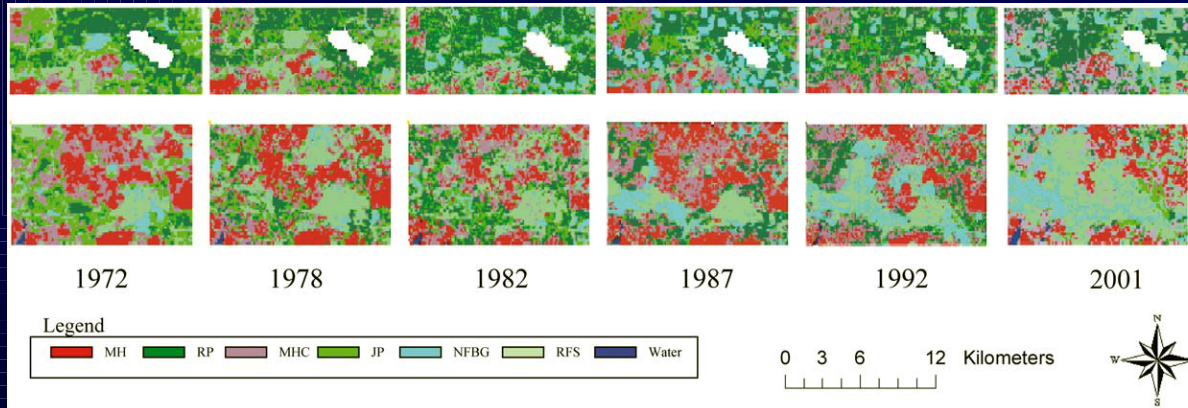 1972 1978 1982 1987 1992 2001
Legend
MH RP MHC JP NFBG RFS Water
0 3 6 12 Kilometers
N
W E
S